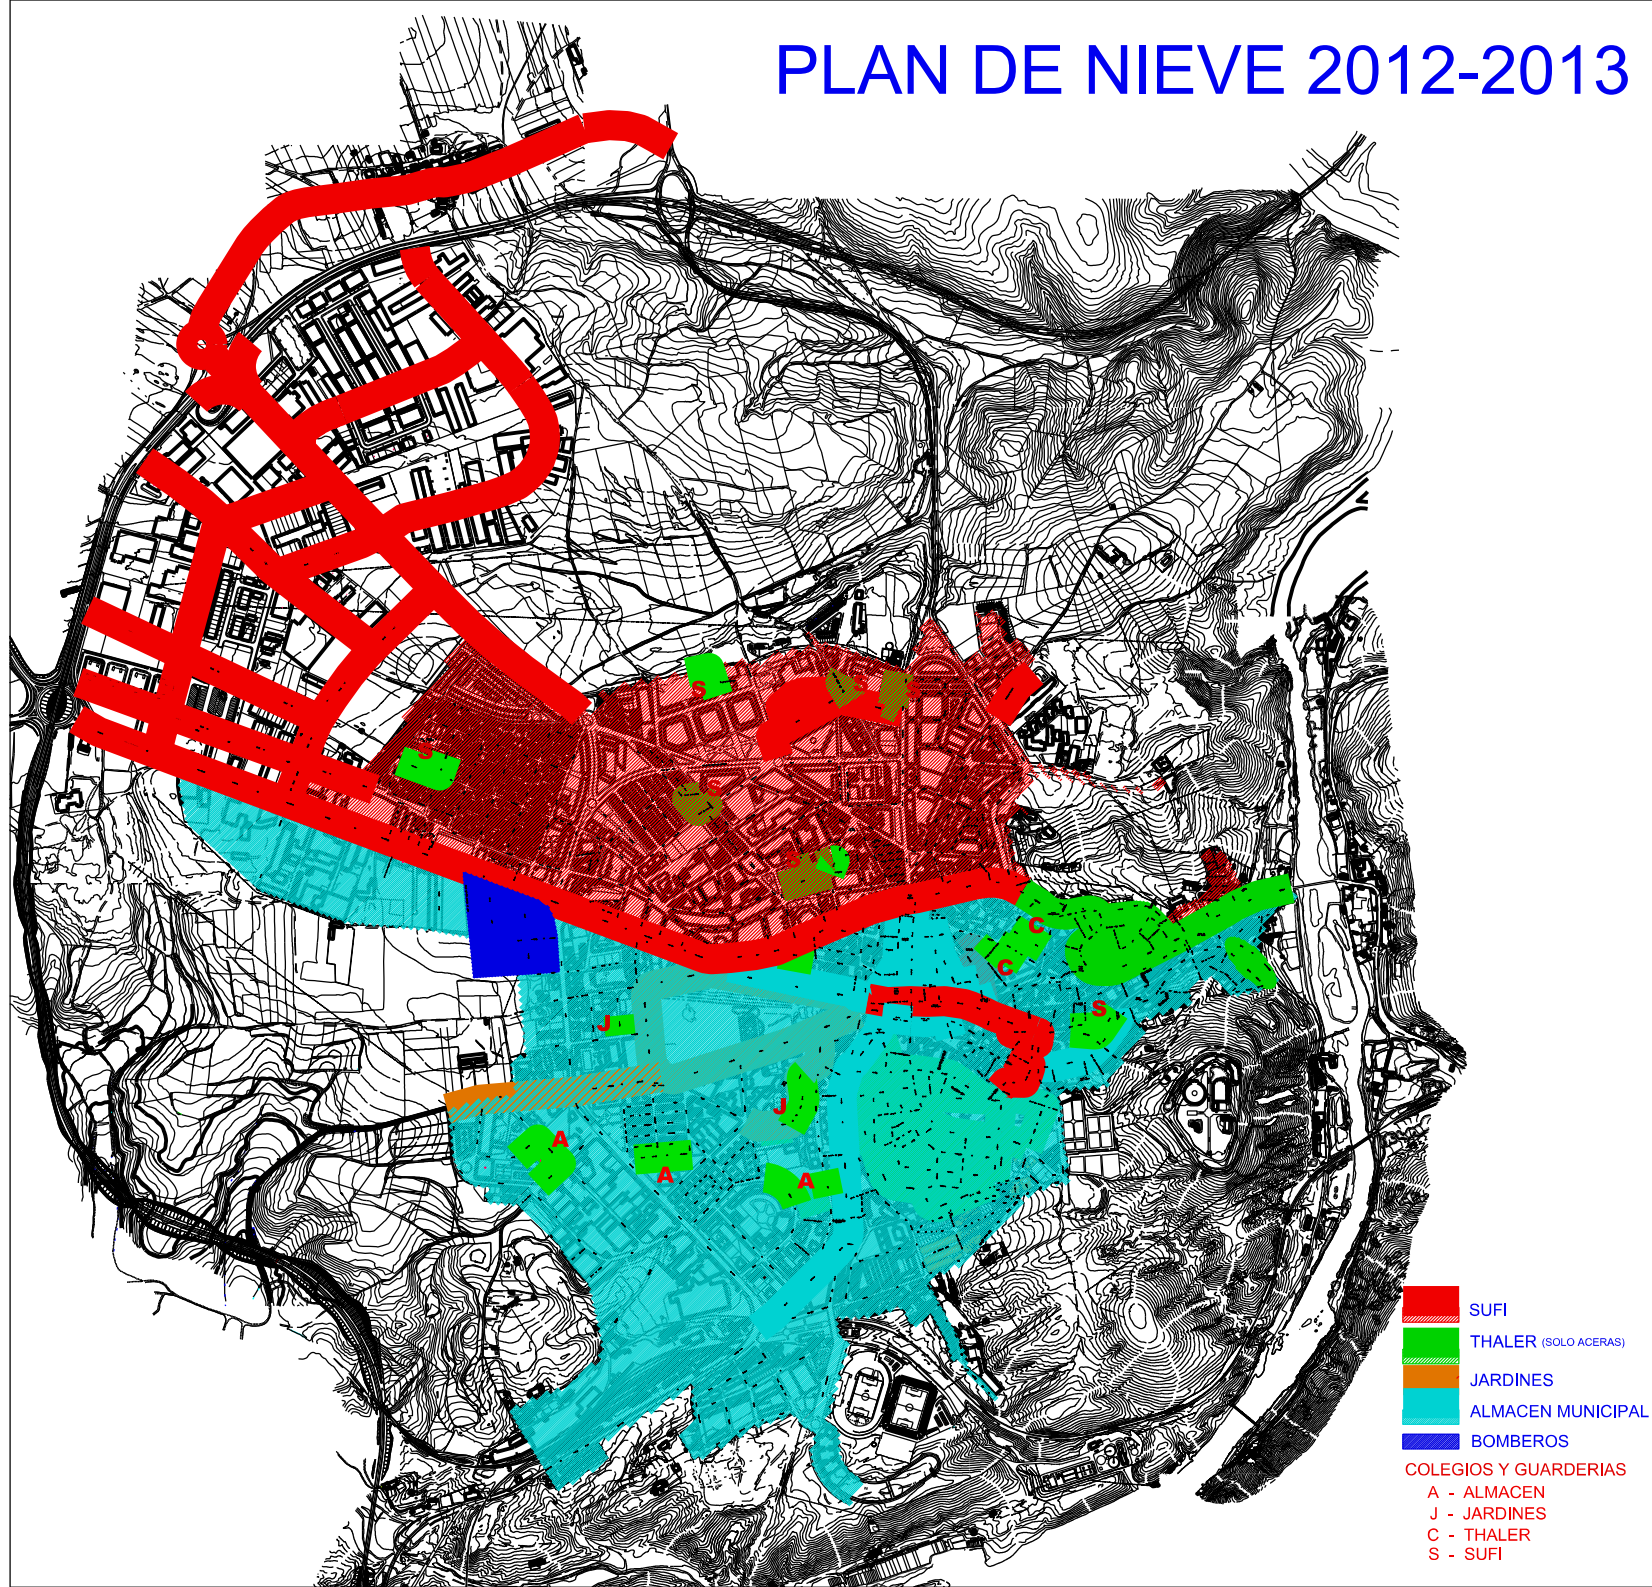 PLAN DE NIEVE 2012-2013
S
S
S
S
S
S
C
C
S
J
J
A
A
A
SUFI
THALER (SOLO ACERAS)
JARDINES
ALMACEN MUNICIPAL
BOMBEROS
COLEGIOS Y GUARDERIAS
A - ALMACEN
J - JARDINES
C - THALER
S - SUFI